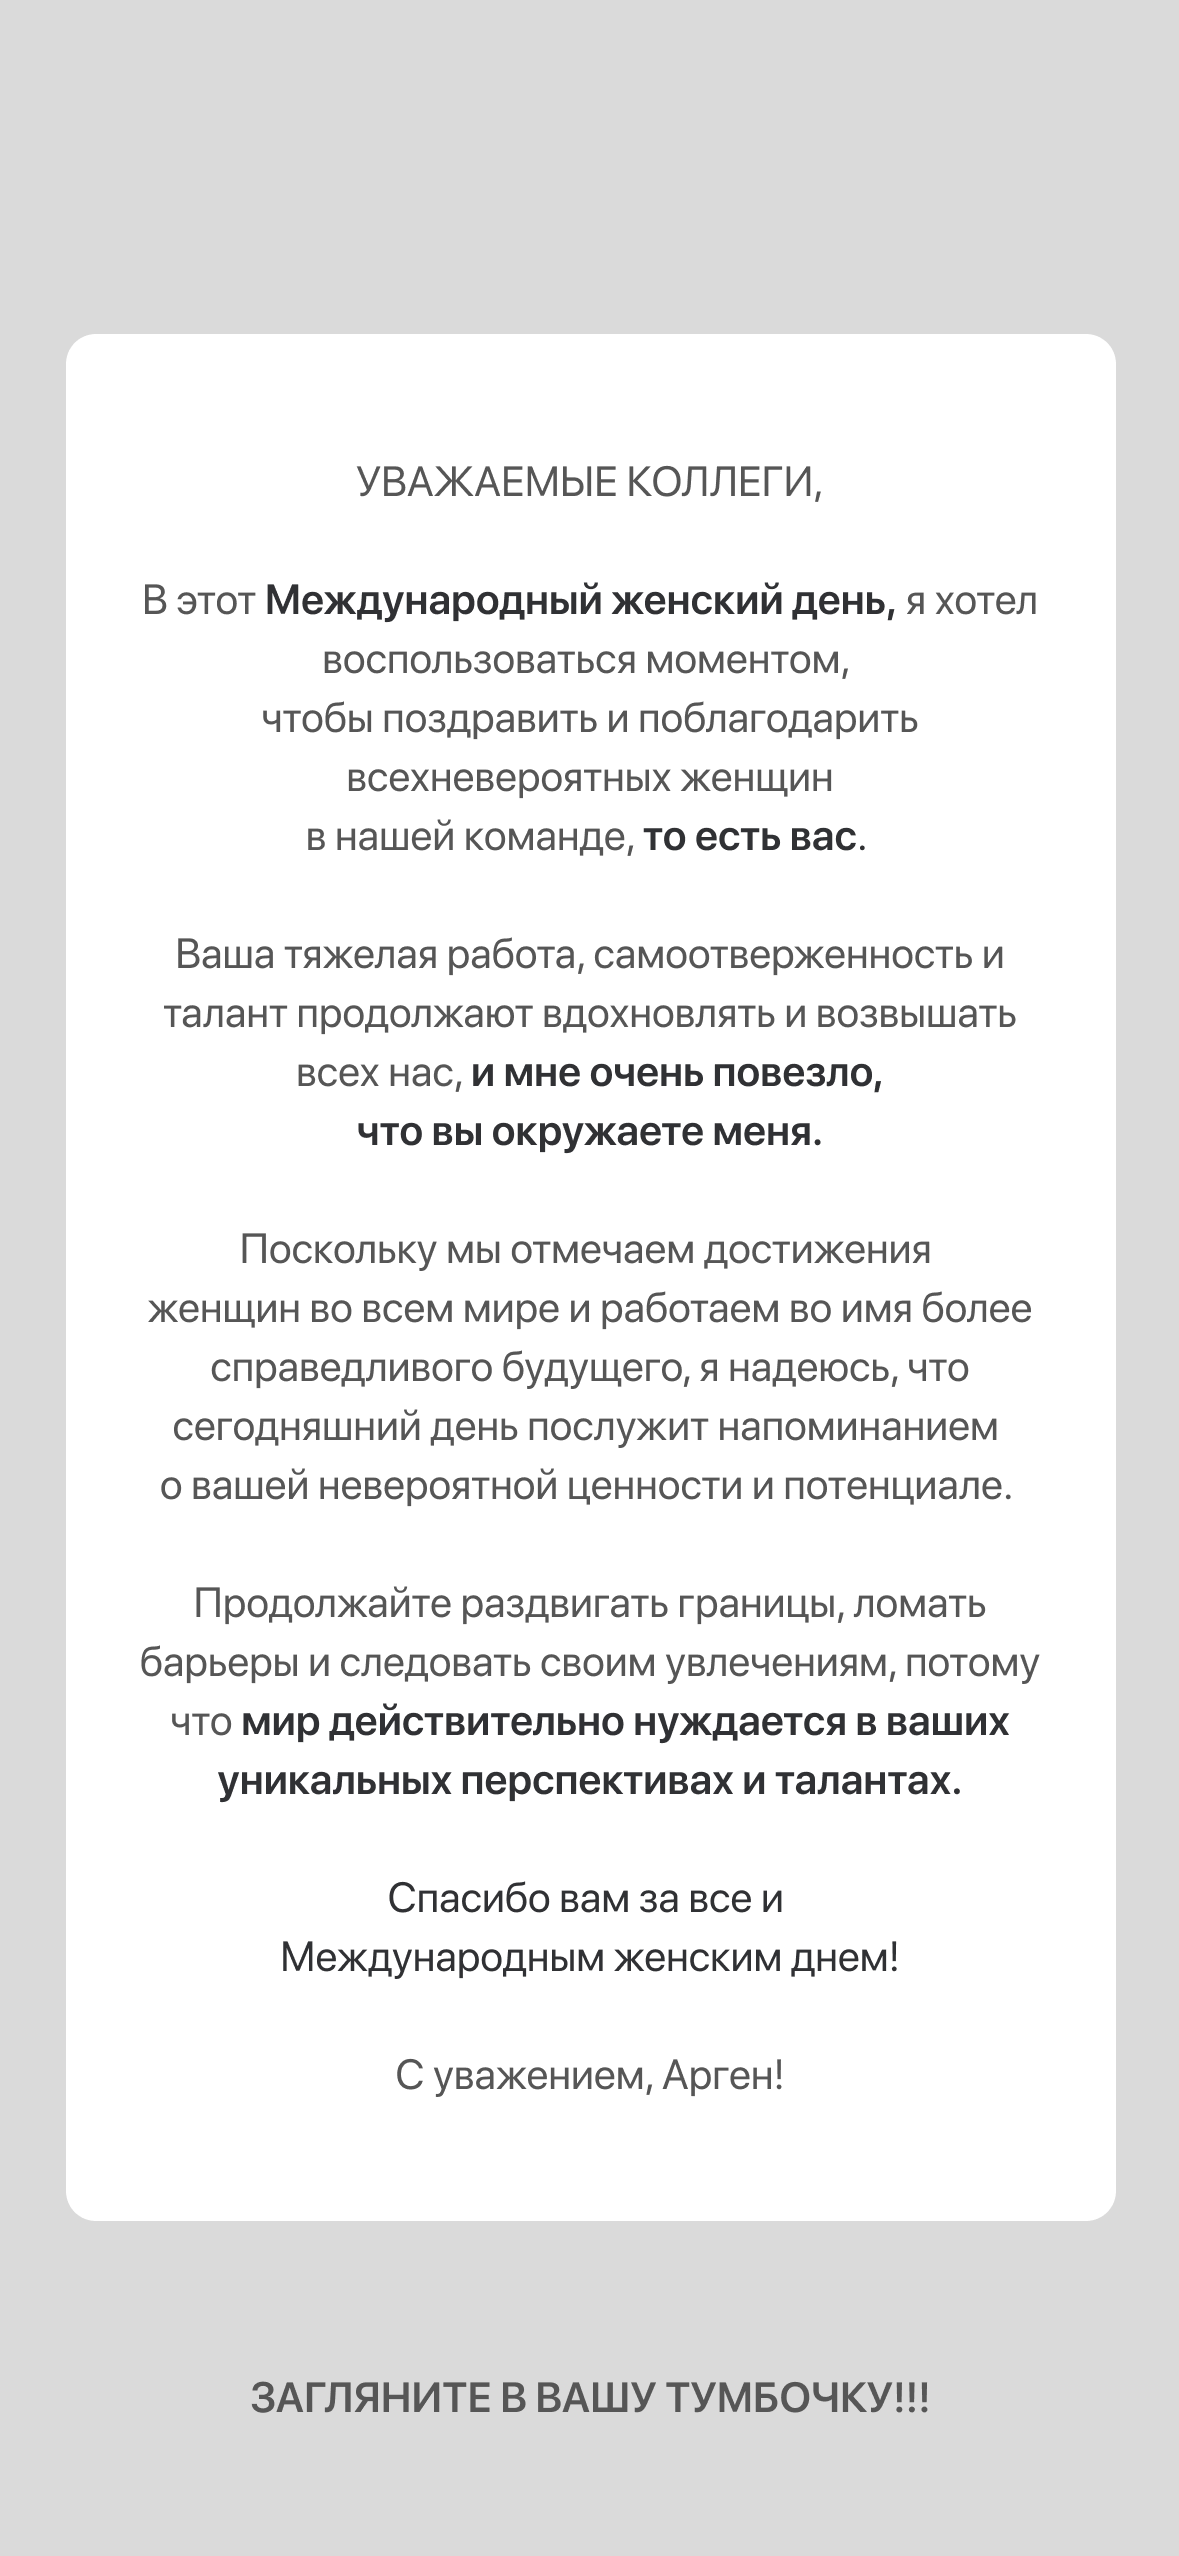 УВАЖАЕМЫЕ КОЛЛЕГИ,
В этот Международный женский день, я хотел
воспользоваться моментом,
чтобы поздравить и поблагодарить
всехневероятных женщин
в нашей команде, то есть вас.
Ваша тяжелая работа, самоотверженность и
талант продолжают вдохновлять и возвышать
всех нас, и мне очень повезло,
что вы окружаете меня.
Поскольку мы отмечаем достижения
женщин во всем мире и работаем во имя более
справедливого будущего, я надеюсь, что
сегодняшний день послужит напоминанием
о вашей невероятной ценности и потенциале.
Продолжайте раздвигать границы, ломать
барьеры и следовать своим увлечениям, потому
что мир действительно нуждается в ваших
уникальных перспективах и талантах.
Спасибо вам за все и
Международным женским днем!
С уважением, Арген!
ЗАГЛЯНИТЕ В ВАШУ ТУМБОЧКУ!!!